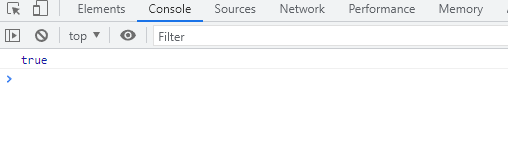 Elements Console Sources Network Performance Memory
top Filter
true